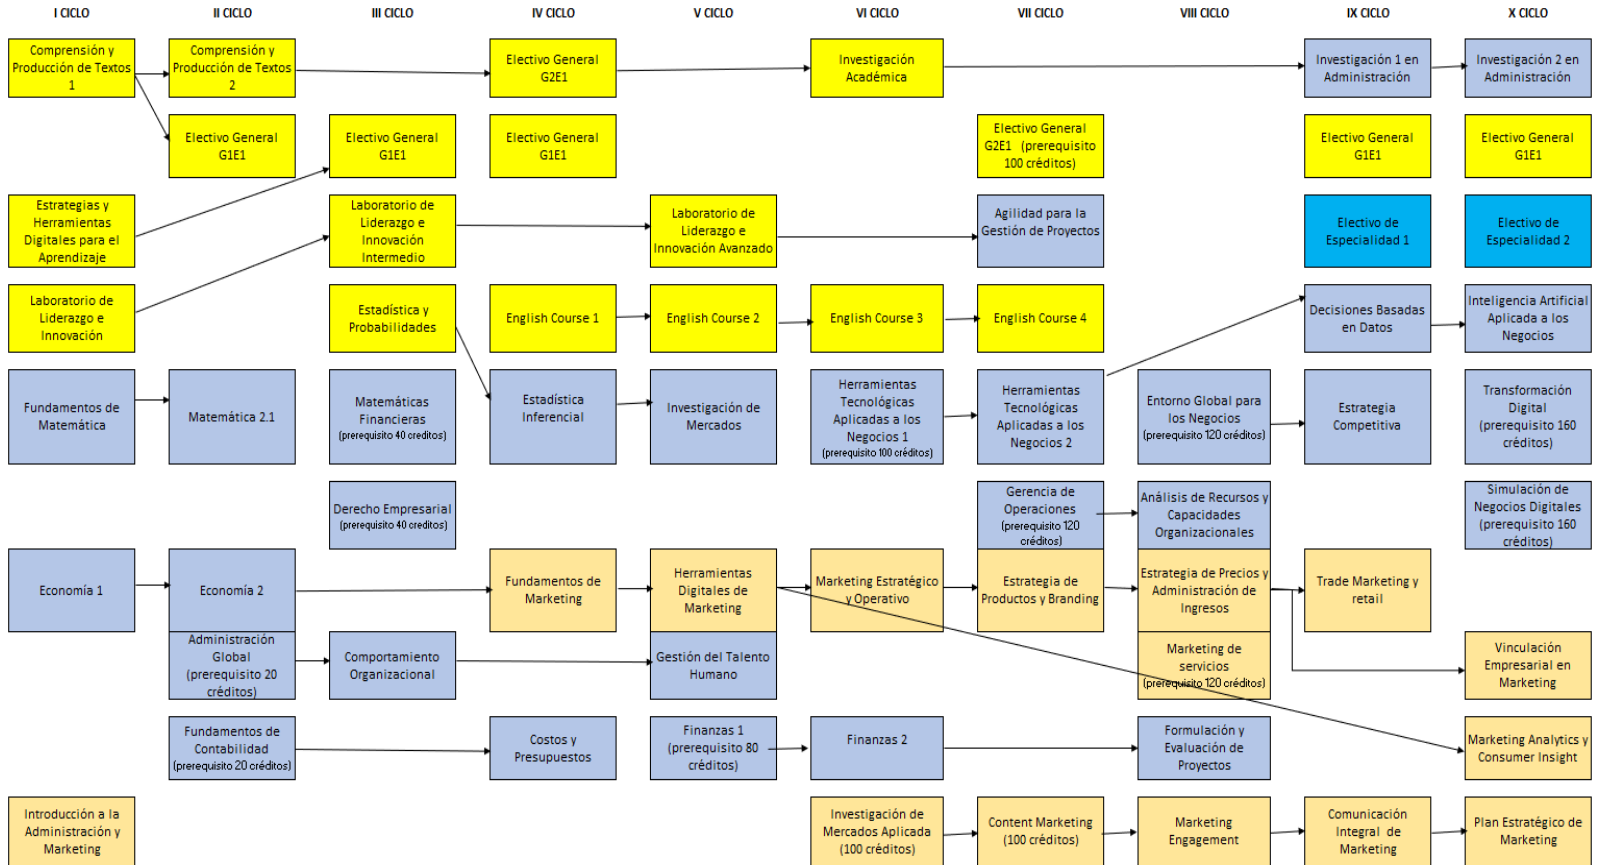 I CICLO
II CICLO
III CICLO
IV CICLO
V CICLO
VI CICLO
VII CICLO
VIII CICLO
IX CICLO
X CICLO
Comprensión y
Producción de Textos
1
Comprensión y
Producción de Textos
2
Electivo General
G2E1
Investigación
Académica
Investigación 1 en
Administración
Investigación 2 en
Administración
Electivo General
G1E1
Electivo General
G1E1
Electivo General
G1E1
Electivo General
G2E1 (prerequisito
100 créditos)
Electivo General
G1E1
Electivo General
G1E1
Estrategias y
Herramientas
Digitales para el
Aprendizaje
Laboratorio de
Liderazgo e
Innovación
Intermedio
Laboratorio de
Liderazgo e
Innovación Avanzado
Agilidad para la
Gestión de Proyectos
Electivo de
Especialidad 1
Electivo de
Especialidad 2
Laboratorio de
Liderazgo e
Innovación
Estadística y
Probabilidades
English Course 1
English Course 2
English Course 3
English Course 4
Decisiones Basadas
en Datos
Inteligencia Artificial
Aplicada a los
Negocios
Fundamentos de
Matemática
Matemática 2.1
Matemáticas
Financieras
(prerequisito 40 creditos)
Estadística
Inferencial
Investigación de
Mercados
Herramientas
Tecnológicas
Aplicadas a los
Negocios 1
(prerequisito 100 créditos)
Herramientas
Tecnológicas
Aplicadas a los
Negocios 2
Entorno Global para
los Negocios
(prerequisito 120 créditos)
Estrategia
Competitiva
Transformación
Digital
(prerequisito 160
créditos)
Derecho Empresarial
(prerequisito 40 creditos)
Gerencia de
Operaciones
(prerequisito 120
créditos)
Análisis de Recursos y
Capacidades
Organizacionales
Simulación de
Negocios Digitales
(prerequisito 160
créditos)
Economía 1
Economía 2
Fundamentos de
Marketing
Herramientas
Digitales de
Marketing
Marketing Estratégico
y Operativo
Estrategia de
Productos y Branding
Estrategia de Precios y
Administración de
Ingresos
Trade Marketing y
retail
Administración
Global
(prerequisito 20
créditos)
Comportamiento
Organizacional
Gestión del Talento
Humano
Marketing de
servicios
(prerequisito 120 créditos)
Vinculación
Empresarial en
Marketing
Fundamentos de
Contabilidad
(prerequisito 20 créditos)
Costos y
Presupuestos
Finanzas 1
(prerequisito 80
créditos)
Finanzas 2
Formulación y
Evaluación de
Proyectos
Marketing Analytics y
Consumer Insight
Introducción a la
Administración y
Marketing
Investigación de
Mercados Aplicada
(100 créditos)
Content Marketing
(100 créditos)
Marketing
Engagement
Comunicación
Integral de
Marketing
Plan Estratégico de
Marketing